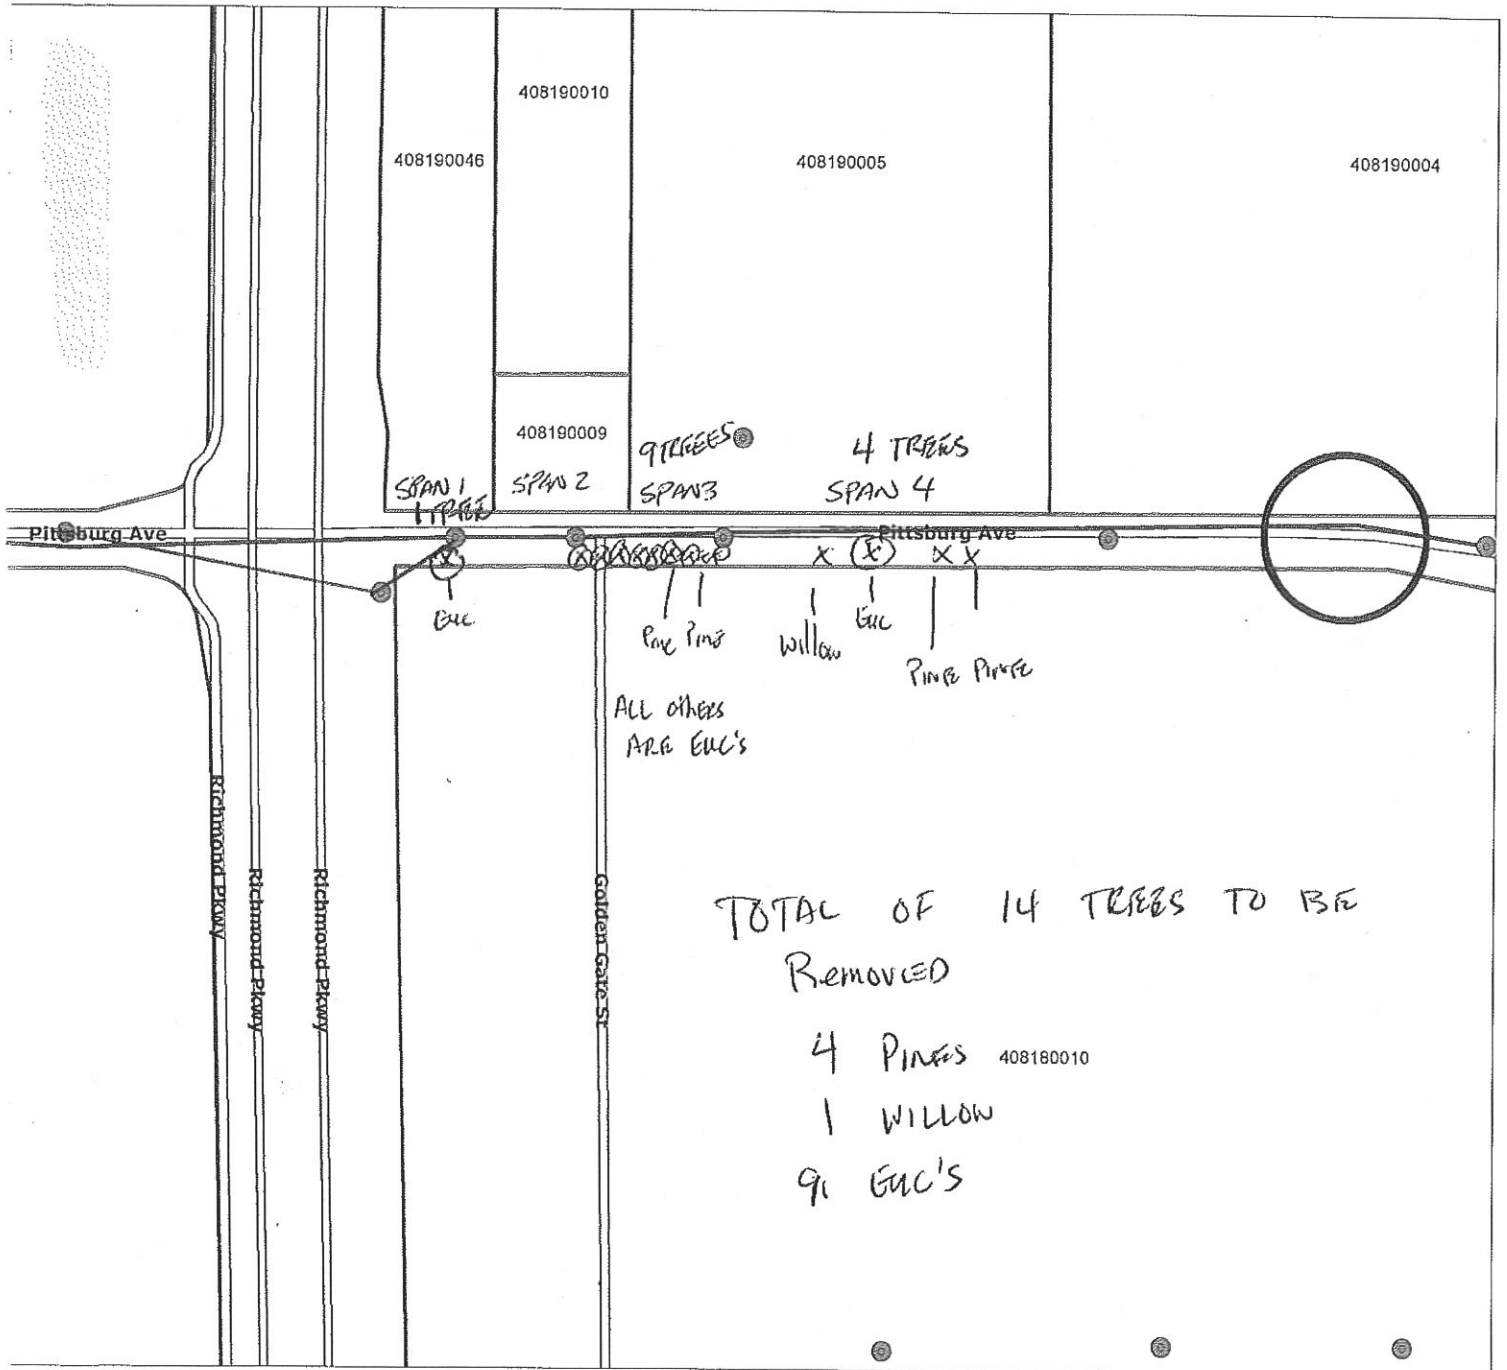 408190010
408190046
408190005
408190004
408190009
9 TREEES
4 TREES
SPAN 1
SPAN 2
SPAN 3
SPAN 4
1 TREE
Pittsburg Ave
Pittsburg Ave
Euc
Pine Pine
Willow
Euc
Pine Pine
ALL others
ARE EUC's
Richmond Pkwy
Richmond Pkwy
Richmond Pkwy
Golden Gate St
TOTAL OF 14 TREES TO BE
Removed
4 Pines
408180010
1 WILLOW
9 EUC'S